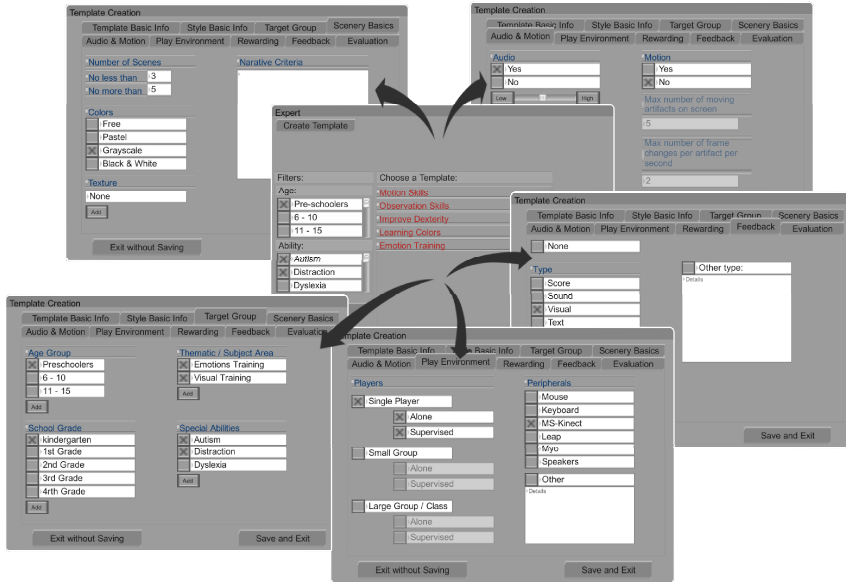 Template Creation
Template Basic Info Style Basic Info Target Group Scenery Basics
Audio & Motion Play Environment Rewarding Feedback Evaluation
Number of Scenes
No less than 3
No more than 5
Colors
Free
Pastel
Grayscale
Black & White
Texture
None
Add
Narative Criteria
Exit without Saving
Template Creation
Template Basic Info Style Basic Info Target Group Scenery Basics
Audio & Motion Play Environment Rewarding Feedback Evaluation
Audio
Yes
No
Low High
Motion
Yes
No
Max number of moving
artifacts on screen
5
Max number of frame
changes per artifact per
second
2
Expert
Create Template
Filters:
Age:
Pre-schoolers
6 - 10
11 - 15
Ability:
Autism
Distraction
Dyslexia
Choose a Template:
Motion Skills
Observation Skills
Improve Dexterity
Learning Colors
Emotion Training
Template Creation
Template Basic Info Style Basic Info Target Group Scenery Basics
Audio & Motion Play Environment Rewarding Feedback Evaluation
None
Type
Score
Sound
Visual
Text
Other type:
Details
Save and Exit
Template Creation
Template Basic Info Style Basic Info Target Group Scenery Basics
Audio & Motion Play Environment Rewarding Feedback Evaluation
Age Group
Preschoolers
6 - 10
11 - 15
Add
School Grade
kindergarten
1st Grade
2nd Grade
3rd Grade
4rth Grade
Add
Thematic / Subject Area
Emotions Training
Visual Training
Add
Special Abilities
Autism
Distraction
Dyslexia
Add
Exit without Saving Save and Exit
Template Creation
Template Basic Info Style Basic Info Target Group Scenery Basics
Audio & Motion Play Environment Rewarding Feedback Evaluation
Players
Single Player
Alone
Supervised
Small Group
Alone
Supervised
Large Group / Class
Alone
Supervised
Peripherals
Mouse
Keyboard
MS-Kinect
Leap
Myo
Speakers
Other
Details
Exit without Saving Save and Exit